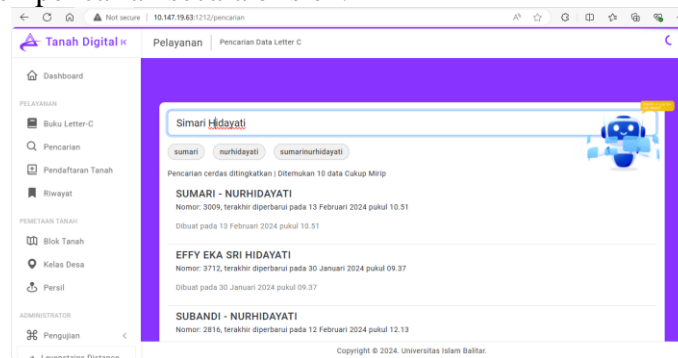 Not secure 10.147.19.63:1212/pencarian
Tanah Digital
Pelayanan Pencarian Data Letter C
Dashboard
PELAYANAN
Buku Letter-C
Pencarian
Pendaftaran Tanah
Riwayat
PEMETAAN TANAH
Blok Tanah
Kelas Desa
Persil
ADMINISTRATOR
Pengujian
Simari Hidayati
sumari nurhidayati sumarinurhidayati
Pencarian cerdas ditingkatkan | Ditemukan 10 data Cukup Mirip
SUMARI - NURHIDAYATI
Nomor: 3009, terakhir diperbarui pada 13 Februari 2024 pukul 10.51
Dibuat pada 13 Februari 2024 pukul 10.51
EFFY EKA SRI HIDAYATI
Nomor: 3712, terakhir diperbarui pada 30 Januari 2024 pukul 09.37
Dibuat pada 30 Januari 2024 pukul 09.37
SUBANDI - NURHIDAYATI
Nomor: 2816, terakhir diperbarui pada 12 Februari 2024 pukul 12.13
Copyright © 2024. Universitas Islam Balitar.